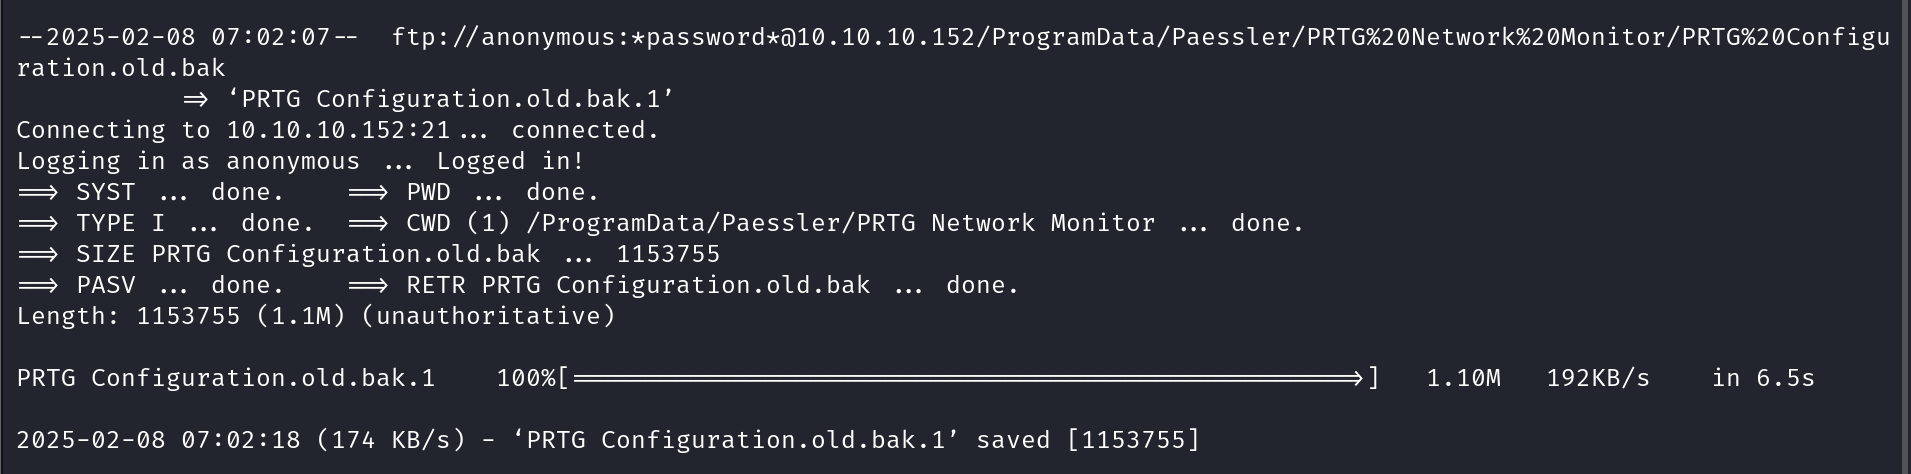 --2025-02-08 07:02:07--  ftp://anonymous:*password*@10.10.10.152/ProgramData/Paessler/PRTG%20Network%20Monitor/PRTG%20Configu
ration.old.bak
           => ‘PRTG Configuration.old.bak.1’
Connecting to 10.10.10.152:21... connected.
Logging in as anonymous ... Logged in!
==> SYST ... done.    ==> PWD ... done.
==> TYPE I ... done.  ==> CWD (1) /ProgramData/Paessler/PRTG Network Monitor ... done.
==> SIZE PRTG Configuration.old.bak ... 1153755
==> PASV ... done.    ==> RETR PRTG Configuration.old.bak ... done.
Length: 1153755 (1.1M) (unauthoritative)
PRTG Configuration.old.bak.1    100%[====================================================>]   1.10M   192KB/s    in 6.5s
2025-02-08 07:02:18 (174 KB/s) - ‘PRTG Configuration.old.bak.1’ saved [1153755]